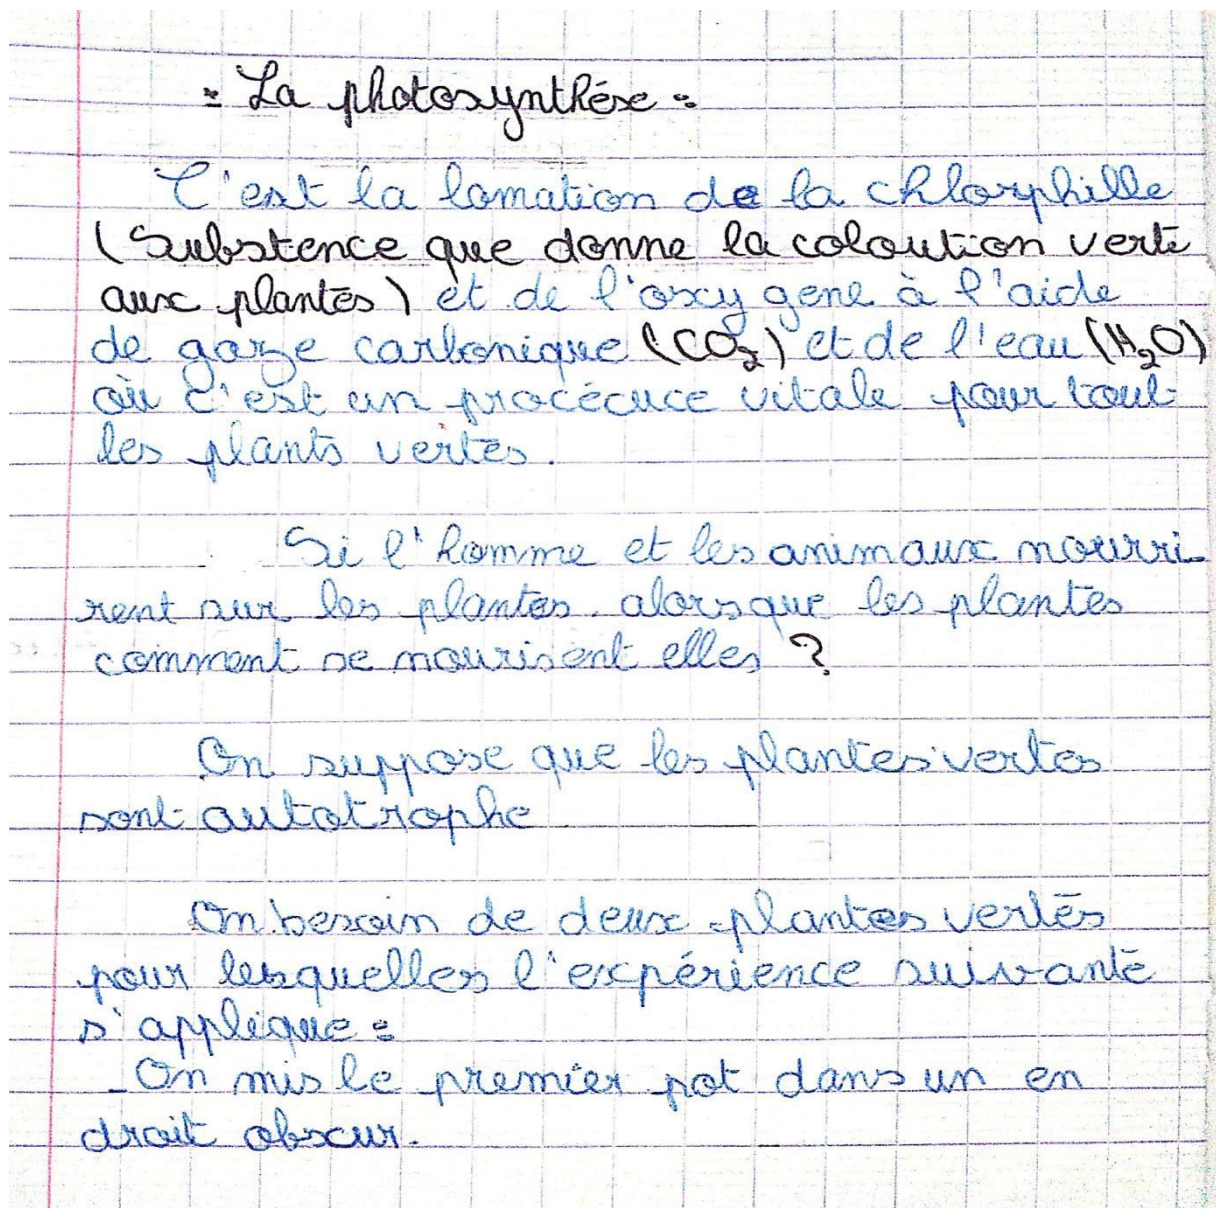 = La photosynthése =
C'est la lomation de la chlorphille
(Substence que donne la coloution verte
aux plantes) et de l'oxygene à l'aide
de gaze carbonique (CO2) et de l'eau (H2O)
où c'est un procécuce vitale pour tout
les plants vertes.
Si l'homme et les animaux nourri-
rent sur les plantes. alorsque les plantes
comment se nourisent elles ?
On suppose que les plantes vertes
sont autotrophe
On besoin de deux plantes vertes
pour lesquelles l'expérience suivante
s'applique :
- On mis le premier pot dans un en
droit obscur.